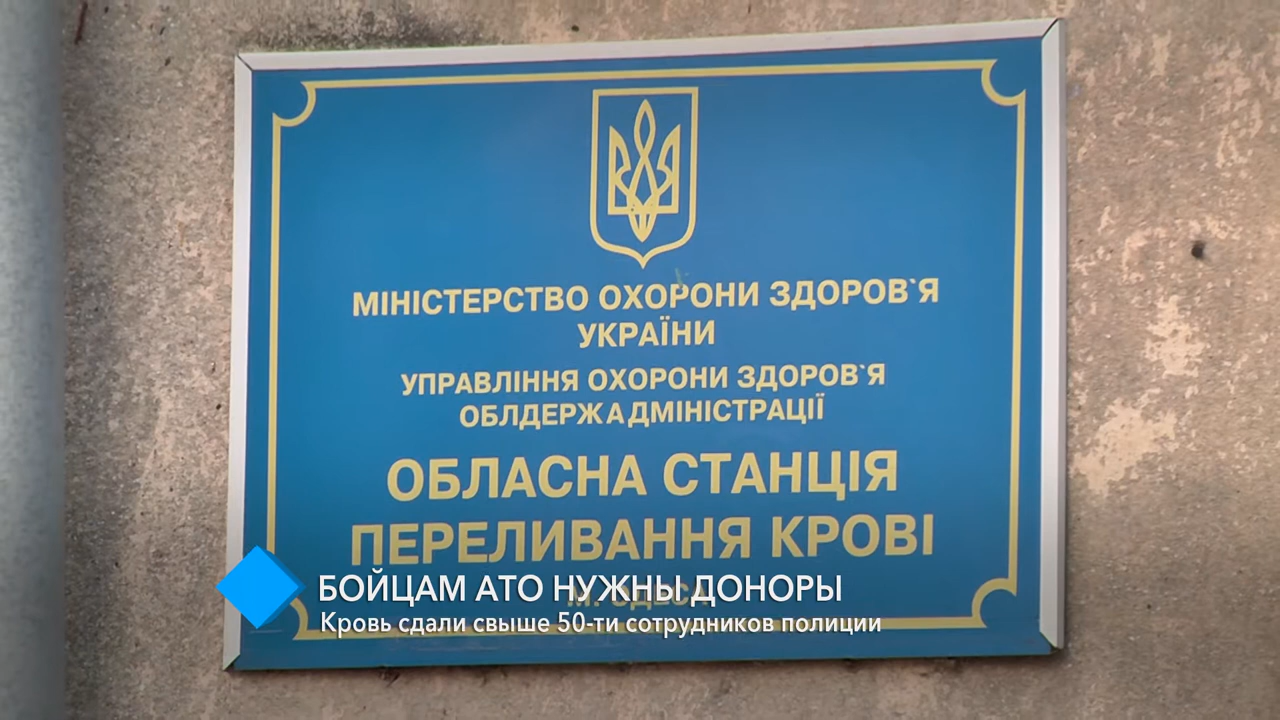 МІНІСТЕРСТВО ОХОРОНИ ЗДОРОВ`Я
УКРАЇНИ
УПРАВЛІННЯ ОХОРОНИ ЗДОРОВ`Я
ОБЛДЕРЖАДМІНІСТРАЦІЇ
ОБЛАСНА СТАНЦІЯ
ПЕРЕЛИВАННЯ КРОВІ
М. ОДЕСА
БОЙЦАМ АТО НУЖНЫ ДОНОРЫ
Кровь сдали свыше 50-ти сотрудников полиции